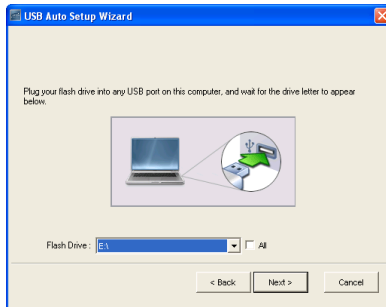 USB Auto Setup Wizard
Plug your flash drive into any USB port on this computer, and wait for the drive letter to appear
below.
Flash Drive : E:\ All
< Back Next > Cancel